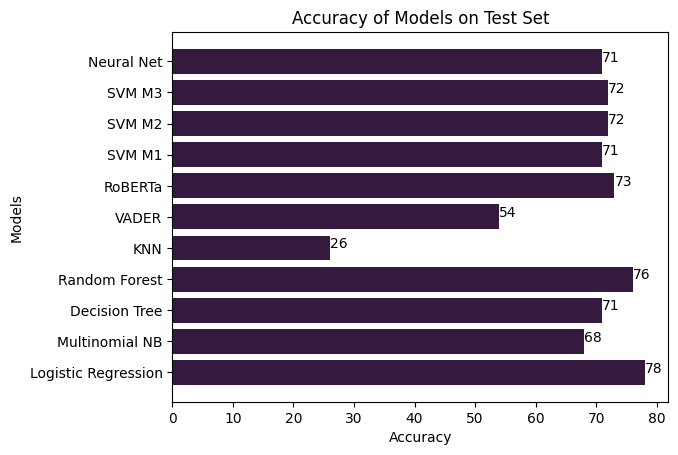 Accuracy of Models on Test Set
Models
Neural Net 71
SVM M3 72
SVM M2 72
SVM M1 71
RoBERTa 73
VADER 54
KNN 26
Random Forest 76
Decision Tree 71
Multinomial NB 68
Logistic Regression 78
0 10 20 30 40 50 60 70 80
Accuracy